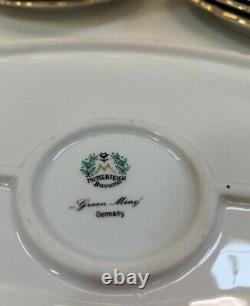 M
MITTERTEICH
Bavaria
„Green Ming"
Germany